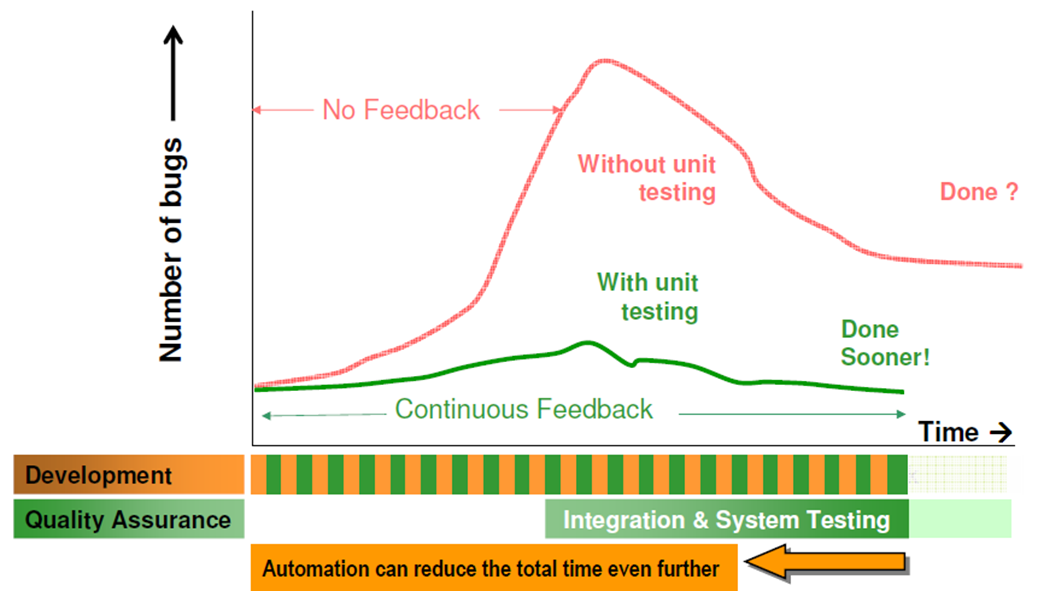 Number of bugs
No Feedback
Without unit
testing
Done ?
With unit
testing
Done
Sooner!
Continuous Feedback
Time
Development
Quality Assurance
Integration & System Testing
Automation can reduce the total time even further